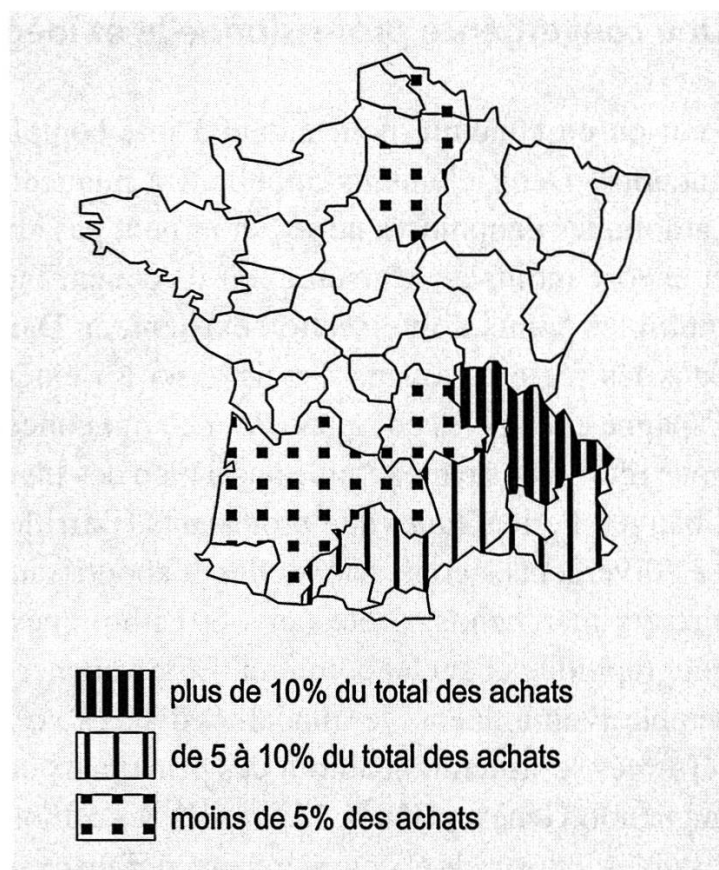 plus de 10% du total des achats
de 5 à 10% du total des achats
moins de 5% des achats